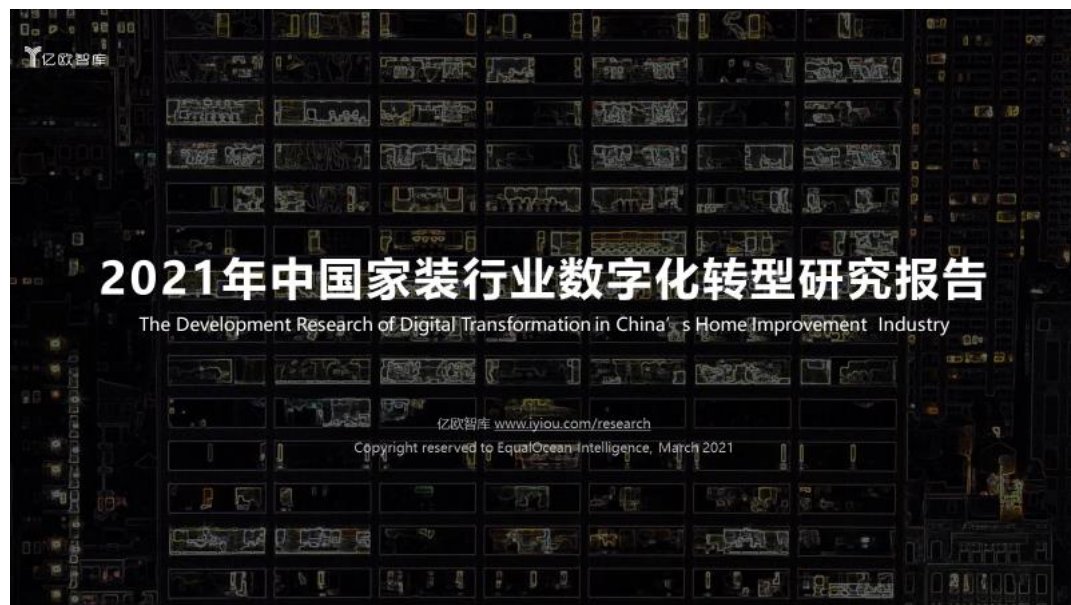 亿欧智库
2021年中国家装行业数字化转型研究报告
The Development Research of Digital Transformation in China's Home Improvement Industry
亿欧智库 www.iyiou.com/research
Copyright reserved to EqualOcean Intelligence, March 2021